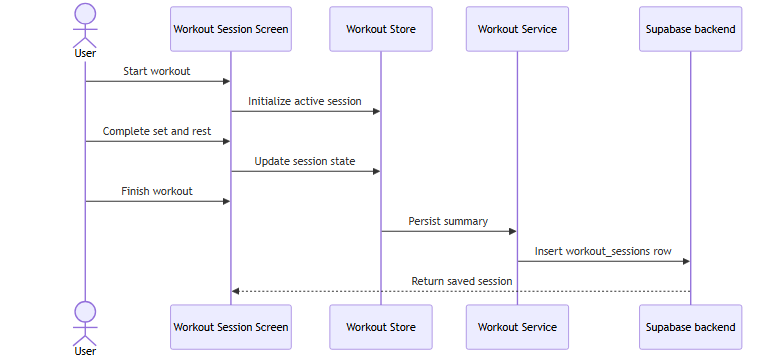 User
Workout Session Screen
Workout Store
Workout Service
Supabase backend
Start workout
Initialize active session
Complete set and rest
Update session state
Finish workout
Persist summary
Insert workout_sessions row
Return saved session
User
Workout Session Screen
Workout Store
Workout Service
Supabase backend